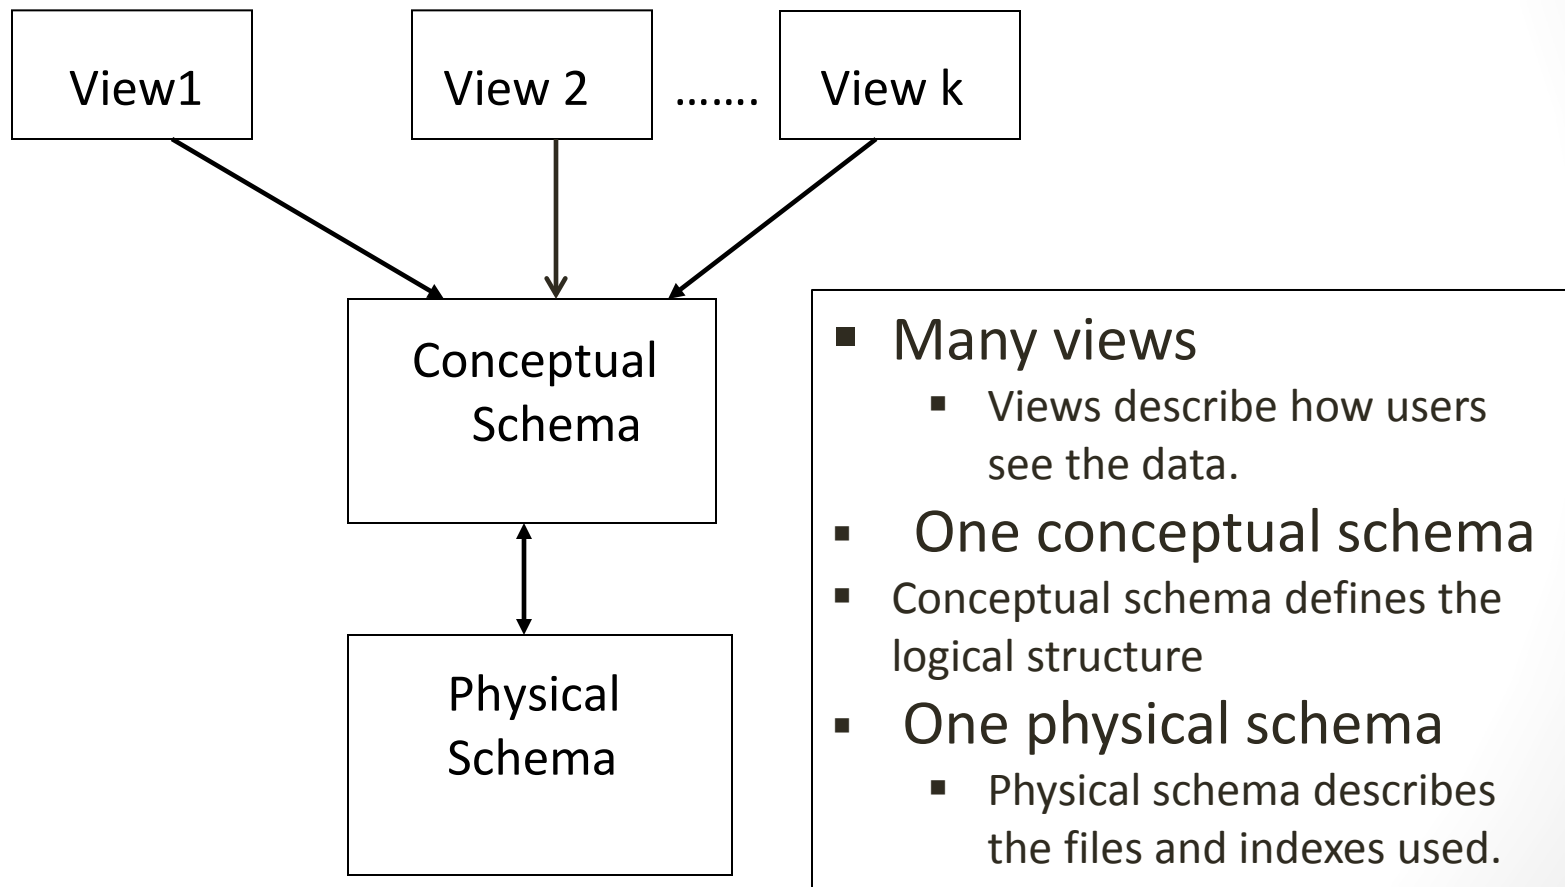 View1
View 2
.......
View k
Conceptual
Schema
Physical
Schema
▪ Many views
▪ Views describe how users
see the data.
▪ One conceptual schema
▪ Conceptual schema defines the
logical structure
▪ One physical schema
▪ Physical schema describes
the files and indexes used.